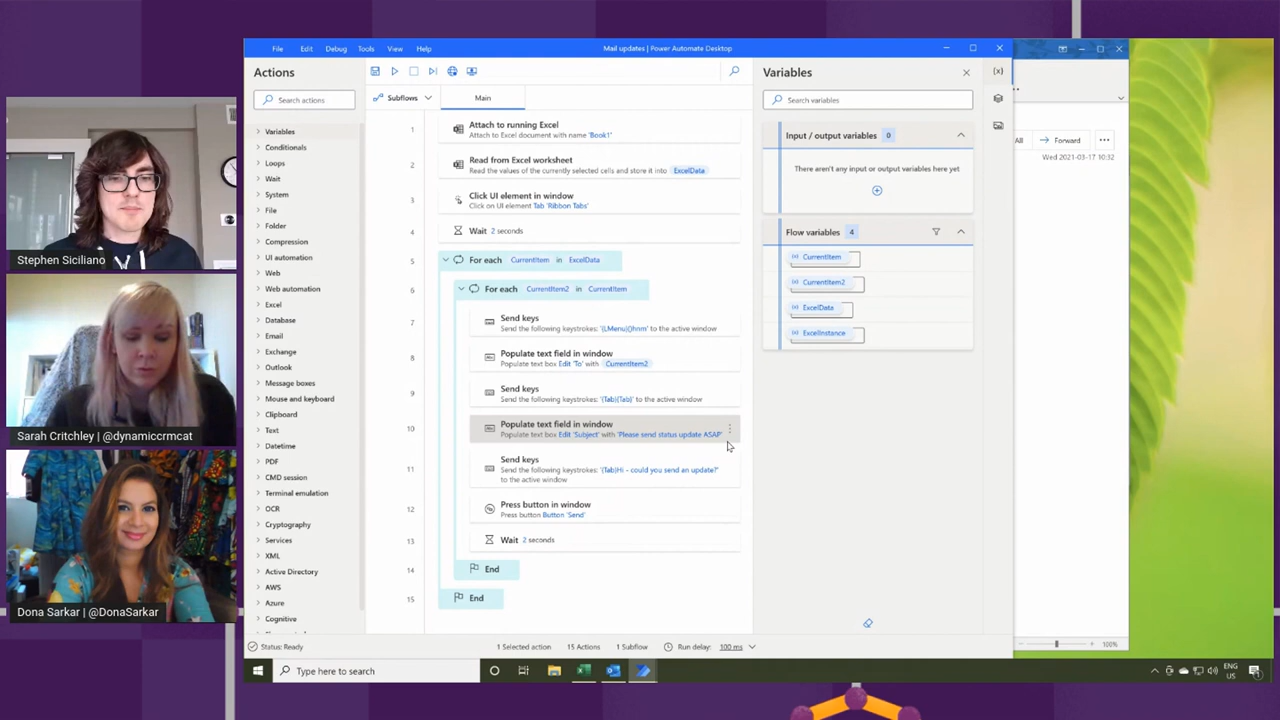 File Edit Debug Tools View Help
Mail updates | Power Automate Desktop
Actions
Search actions
Variables
Conditionals
Loops
Wait
System
File
Folder
Compression
UI automation
Web
Web automation
Excel
Database
Email
Exchange
Outlook
Message boxes
Mouse and keyboard
Clipboard
Text
Datetime
PDF
CMD session
Terminal emulation
OCR
Cryptography
Services
XML
Active Directory
AWS
Azure
Cognitive
Subflows
Main
1
Attach to running Excel
Attach to Excel document with name 'Book1'
2
Read from Excel worksheet
Read the values of the currently selected cells and store it into ExcelData
3
Click UI element in window
Click on UI element Tab 'Ribbon Tabs'
4
Wait 2 seconds
5
For each CurrentItem in ExcelData
6
For each CurrentItem2 in CurrentItem
7
Send keys
Send the following keystrokes: '{LMenu}()hnm' to the active window
8
Populate text field in window
Populate text box Edit 'To' with CurrentItem2
9
Send keys
Send the following keystrokes: '{Tab}{Tab}' to the active window
10
Populate text field in window
Populate text box Edit 'Subject' with 'Please send status update ASAP'
11
Send keys
Send the following keystrokes: '{Tab}Hi - could you send an update?'
to the active window
12
Press button in window
Press button Button 'Send'
13
Wait 2 seconds
14
End
15
End
Variables
{x}
Search variables
Input / output variables 0
There aren't any input or output variables here yet
Flow variables 4
(x) CurrentItem
(x) CurrentItem2
(x) ExcelData
(x) ExcelInstance
All
Forward
Wed 2021-03-17 10:32
100%
Status: Ready
1 Selected action
15 Actions
1 Subflow
Run delay: 100 ms
Type here to search
ENG
US
Stephen Siciliano
Sarah Critchley | @dynamiccrmcat
Dona Sarkar | @DonaSarkar